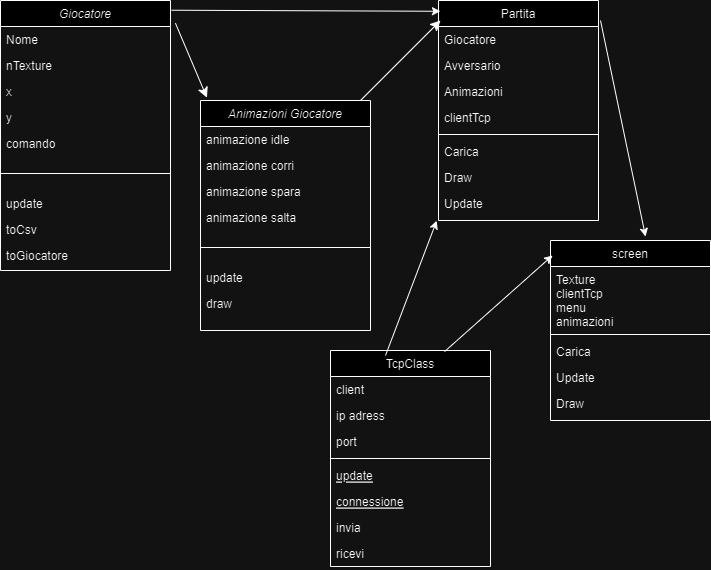 Giocatore
Nome
nTexture
x
y
comando
update
toCsv
toGiocatore
Animazioni Giocatore
animazione idle
animazione corri
animazione spara
animazione salta
update
draw
Partita
Giocatore
Avversario
Animazioni
clientTcp
Carica
Draw
Update
screen
Texture
clientTcp
menu
animazioni
Carica
Update
Draw
TcpClass
client
ip adress
port
update
connessione
invia
ricevi